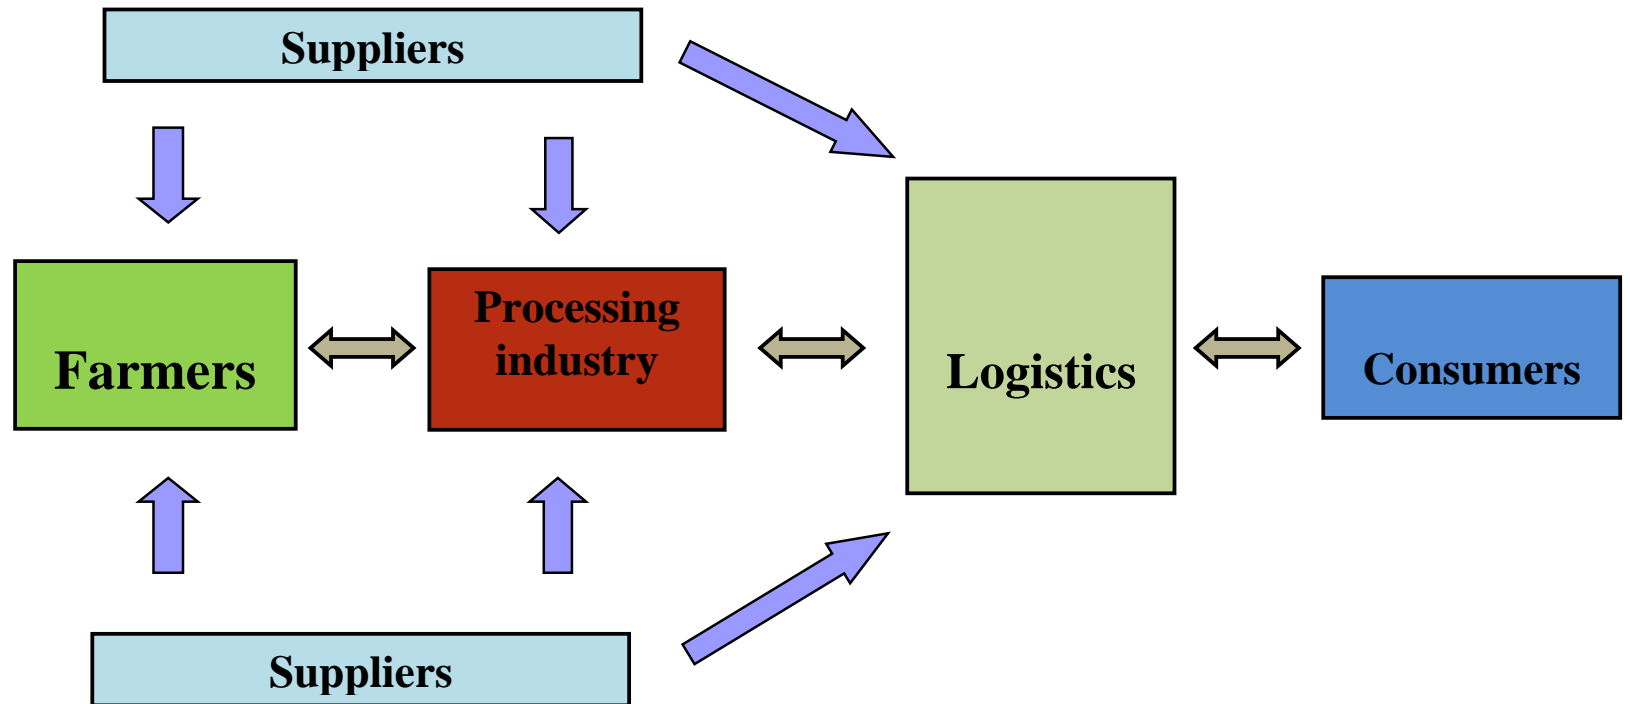 Suppliers
Processing
industry
Farmers
Logistics
Consumers
Suppliers